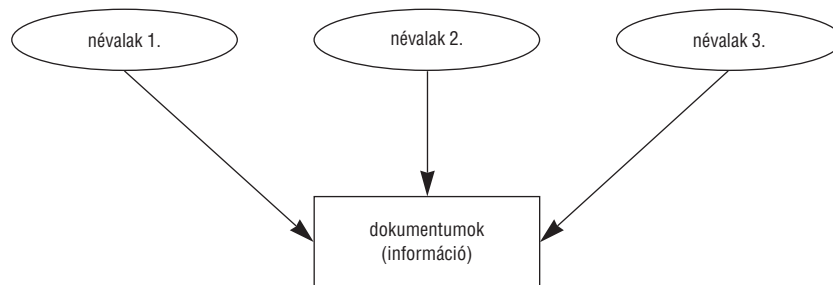 névalak 1.
névalak 2.
névalak 3.
dokumentumok
(információ)